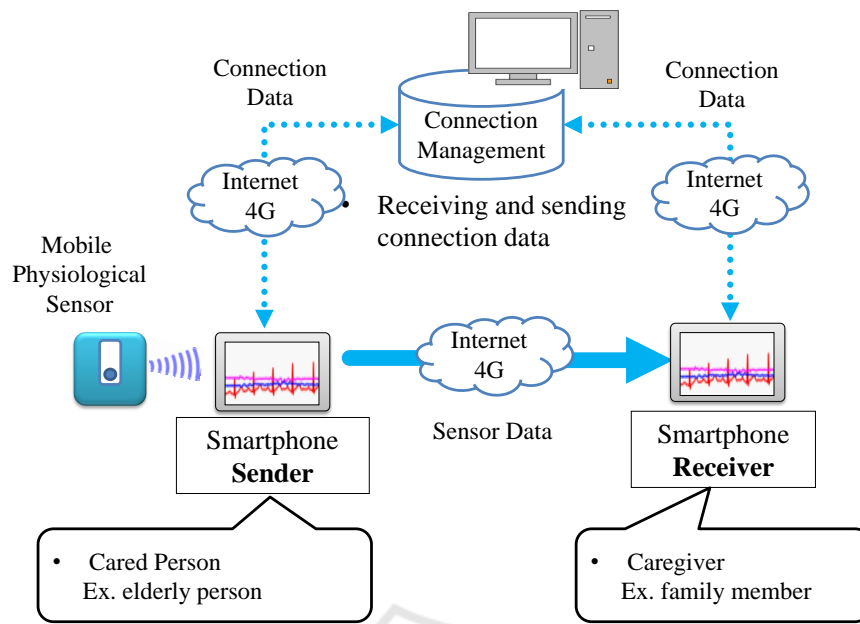 Connection
Data
Connection
Data
Connection
Management
Internet
4G
Internet
4G
• Receiving and sending
connection data
Mobile
Physiological
Sensor
Internet
4G
Sensor Data
Smartphone
Sender
Smartphone
Receiver
• Cared Person
Ex. elderly person
• Caregiver
Ex. family member